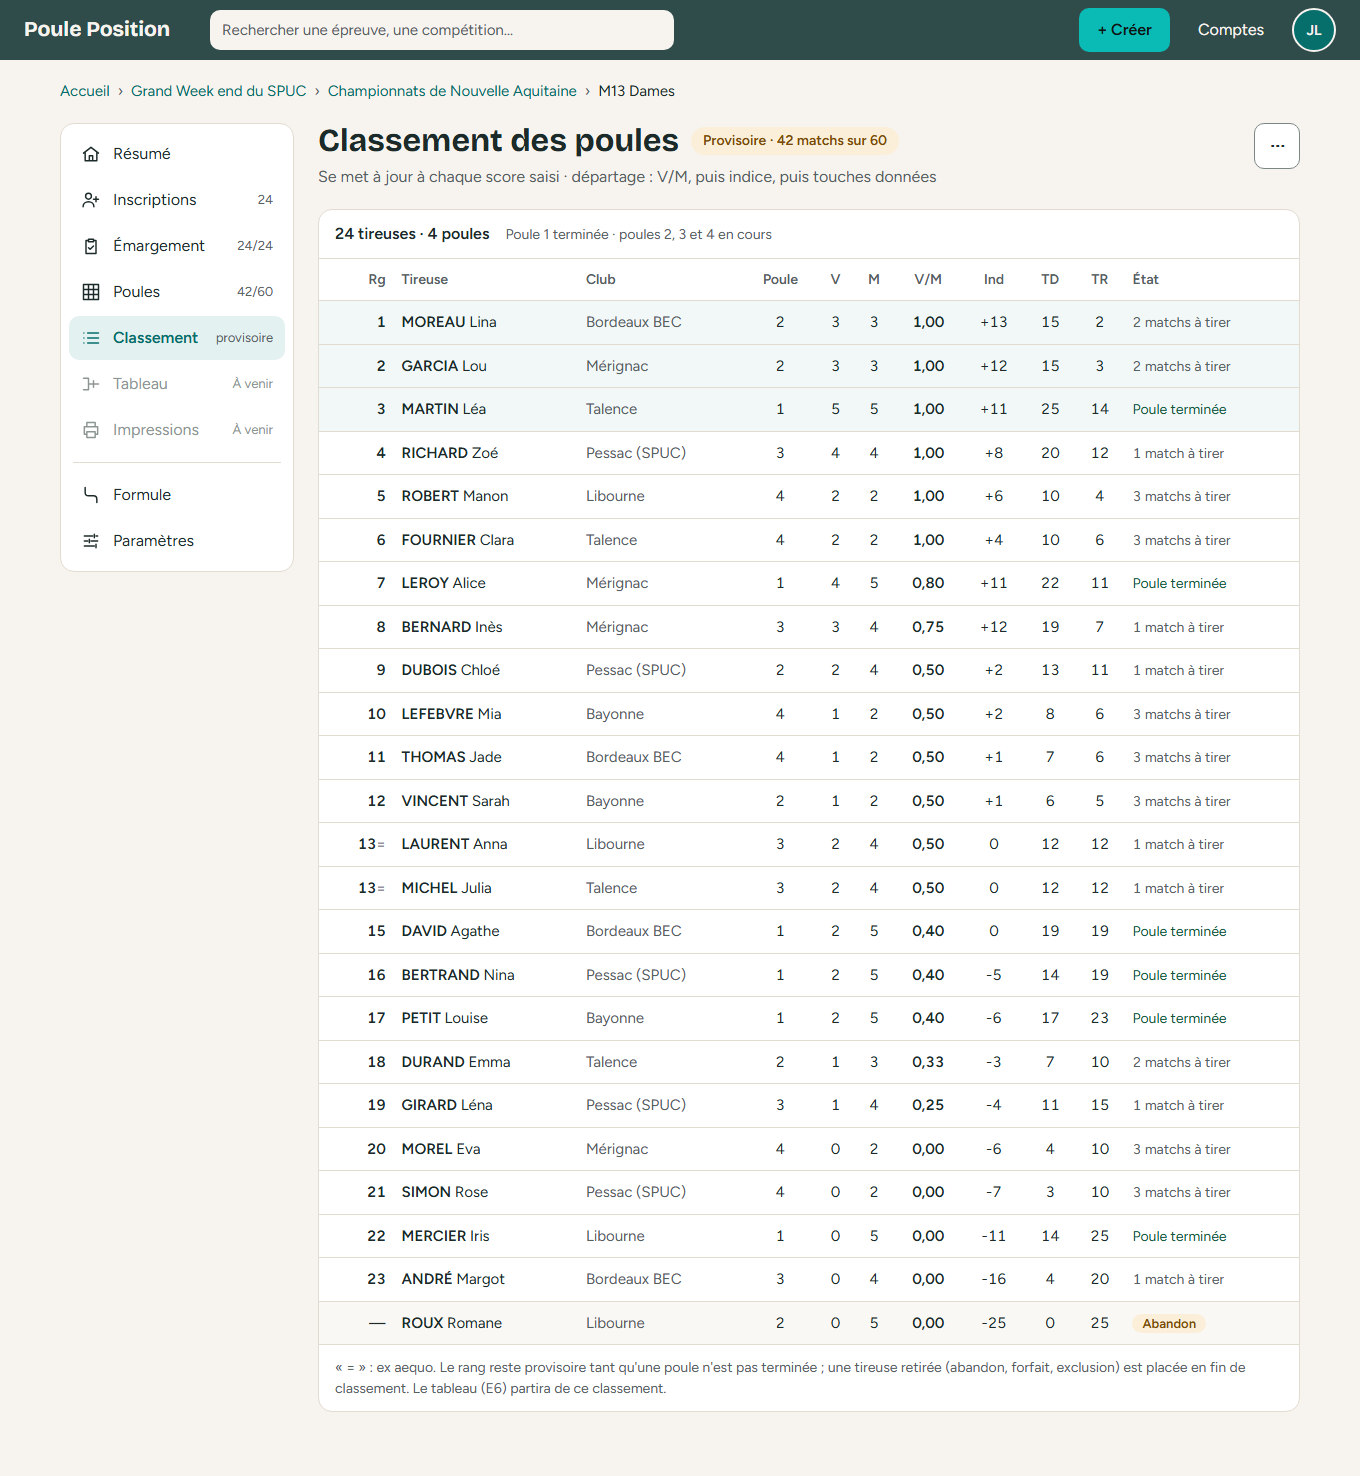 Poule Position
Rechercher une épreuve, une compétition...
+ Créer
Comptes
JL
Accueil › Grand Week end du SPUC › Championnats de Nouvelle Aquitaine › M13 Dames
Résumé
Inscriptions 24
Émargement 24/24
Poules 42/60
Classement provisoire
Tableau À venir
Impressions À venir
Formule
Paramètres
Classement des poules Provisoire · 42 matchs sur 60
...
Se met à jour à chaque score saisi · départage : V/M, puis indice, puis touches données
24 tireuses · 4 poules Poule 1 terminée · poules 2, 3 et 4 en cours
Rg Tireuse Club Poule V M V/M Ind TD TR État
1 MOREAU Lina Bordeaux BEC 2 3 3 1,00 +13 15 2 2 matchs à tirer
2 GARCIA Lou Mérignac 2 3 3 1,00 +12 15 3 2 matchs à tirer
3 MARTIN Léa Talence 1 5 5 1,00 +11 25 14 Poule terminée
4 RICHARD Zoé Pessac (SPUC) 3 4 4 1,00 +8 20 12 1 match à tirer
5 ROBERT Manon Libourne 4 2 2 1,00 +6 10 4 3 matchs à tirer
6 FOURNIER Clara Talence 4 2 2 1,00 +4 10 6 3 matchs à tirer
7 LEROY Alice Mérignac 1 4 5 0,80 +11 22 11 Poule terminée
8 BERNARD Inès Mérignac 3 3 4 0,75 +12 19 7 1 match à tirer
9 DUBOIS Chloé Pessac (SPUC) 2 2 4 0,50 +2 13 11 1 match à tirer
10 LEFEBVRE Mia Bayonne 4 1 2 0,50 +2 8 6 3 matchs à tirer
11 THOMAS Jade Bordeaux BEC 4 1 2 0,50 +1 7 6 3 matchs à tirer
12 VINCENT Sarah Bayonne 2 1 2 0,50 +1 6 5 3 matchs à tirer
13= LAURENT Anna Libourne 3 2 4 0,50 0 12 12 1 match à tirer
13= MICHEL Julia Talence 3 2 4 0,50 0 12 12 1 match à tirer
15 DAVID Agathe Bordeaux BEC 1 2 5 0,40 0 19 19 Poule terminée
16 BERTRAND Nina Pessac (SPUC) 1 2 5 0,40 -5 14 19 Poule terminée
17 PETIT Louise Bayonne 1 2 5 0,40 -6 17 23 Poule terminée
18 DURAND Emma Talence 2 1 3 0,33 -3 7 10 2 matchs à tirer
19 GIRARD Léna Pessac (SPUC) 3 1 4 0,25 -4 11 15 1 match à tirer
20 MOREL Eva Mérignac 4 0 2 0,00 -6 4 10 3 matchs à tirer
21 SIMON Rose Pessac (SPUC) 4 0 2 0,00 -7 3 10 3 matchs à tirer
22 MERCIER Iris Libourne 1 0 5 0,00 -11 14 25 Poule terminée
23 ANDRÉ Margot Bordeaux BEC 3 0 4 0,00 -16 4 20 1 match à tirer
— ROUX Romane Libourne 2 0 5 0,00 -25 0 25 Abandon
« = » : ex aequo. Le rang reste provisoire tant qu'une poule n'est pas terminée ; une tireuse retirée (abandon, forfait, exclusion) est placée en fin de
classement. Le tableau (E6) partira de ce classement.